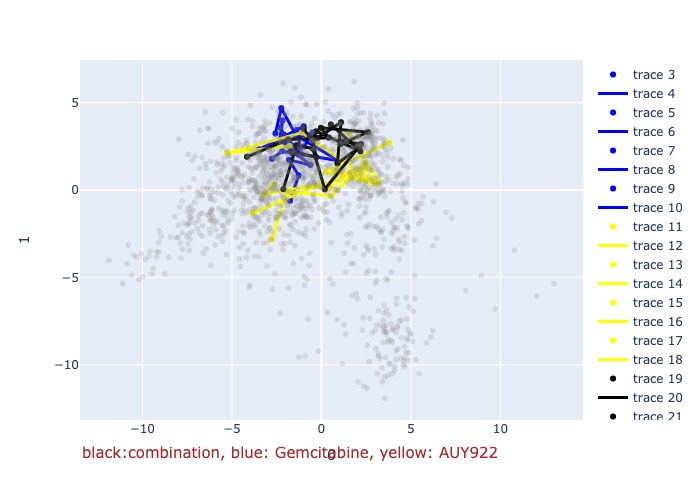 5
0
−5
−10
−10
−5
0
5
10
1
0
trace 3
trace 4
trace 5
trace 6
trace 7
trace 8
trace 9
trace 10
trace 11
trace 12
trace 13
trace 14
trace 15
trace 16
trace 17
trace 18
trace 19
trace 20
trace 21
black:combination, blue: Gemcitabine, yellow: AUY922